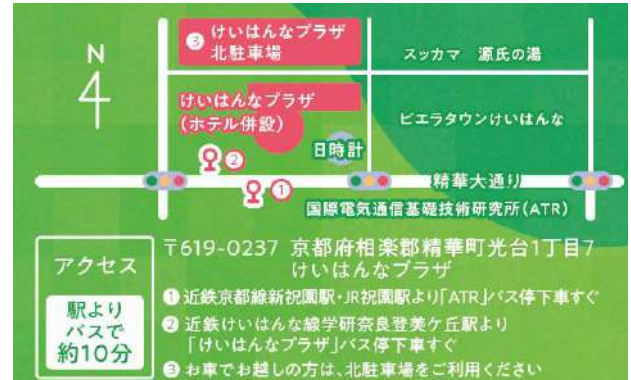 N
③ けいはんなプラザ
北駐車場
スッカマ 源氏の湯
けいはんなプラザ
(ホテル併設)
ビエラタウンけいはんな
日時計
②
①
精華大通り
国際電気通信基礎技術研究所(ATR)
アクセス
駅より
バスで
約10分
〒619-0237 京都府相楽郡精華町光台1丁目7
けいはんなプラザ
① 近鉄京都線新祝園駅・JR祝園駅より「ATR」バス停下車すぐ
② 近鉄けいはんな線学研奈良登美ケ丘駅より
「けいはんなプラザ」バス停下車すぐ
③ お車でお越しの方は、北駐車場をご利用ください